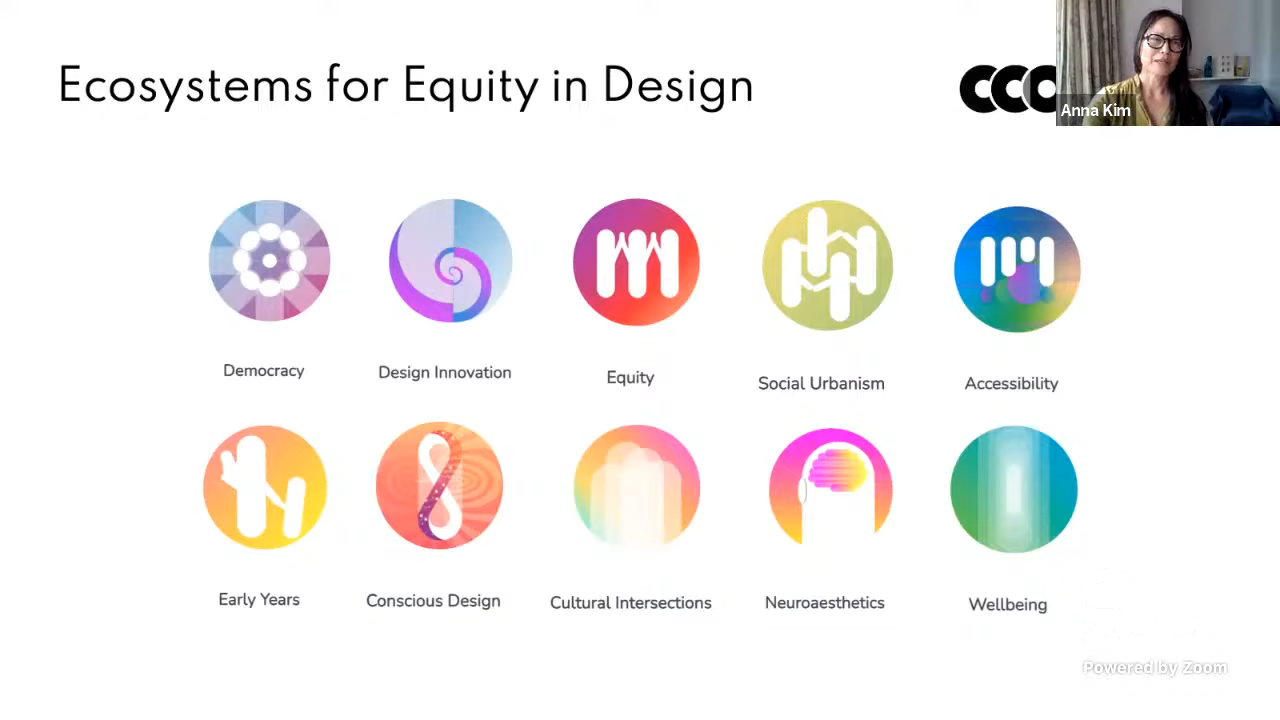 Ecosystems for Equity in Design
CCO
Anna Kim
Democracy
Design Innovation
Equity
Social Urbanism
Accessibility
Early Years
Conscious Design
Cultural Intersections
Neuroaesthetics
Wellbeing
Powered by Zoom